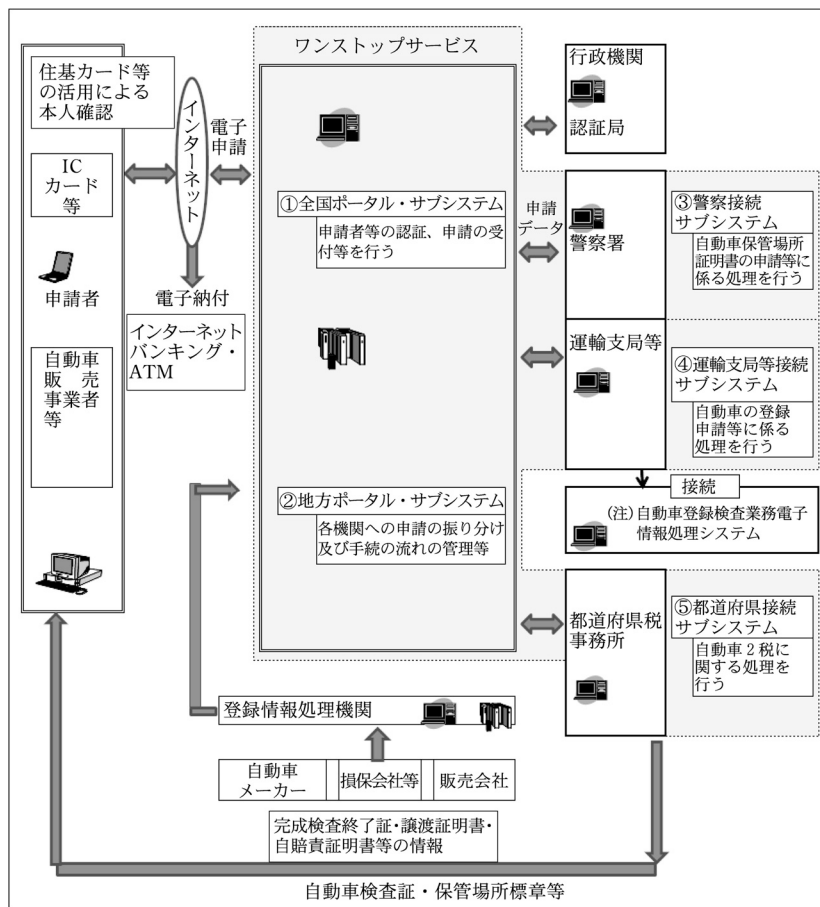 ワンストップサービス
住基カード等
の活用による
本人確認
IC
カード
等
申請者
自動車
販売
事業者
等
インターネット
電子
申請
電子納付
インターネット
バンキング・
ATM
①全国ポータル・サブシステム
申請者等の認証、申請の受
付等を行う
②地方ポータル・サブシステム
各機関への申請の振り分け
及び手続の流れの管理等
行政機関
認証局
申請
データ
警察署
③警察接続
サブシステム
自動車保管場所
証明書の申請等に
係る処理を行う
運輸支局等
④運輸支局等接続
サブシステム
自動車の登録
申請等に係る
処理を行う
接続
(注)自動車登録検査業務電子
情報処理システム
都道府県税
事務所
⑤都道府県接続
サブシステム
自動車2税に
関する処理を
行う
登録情報処理機関
自動車
メーカー
損保会社等
販売会社
完成検査終了証・譲渡証明書・
自賠責証明書等の情報
自動車検査証・保管場所標章等